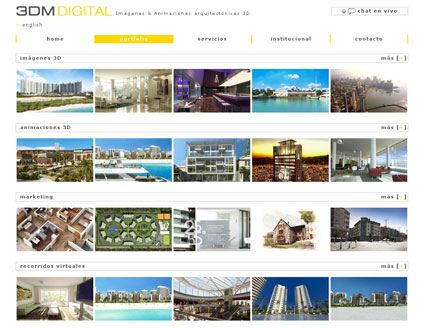 3DM DIGITAL Imágenes & Animaciones arquitectónicas 3D
chat en vivo
english
home portfolio servicios institucional contacto
imágenes 3D más [+]
animaciones 3D más [+]
marketing más [+]
recorridos virtuales más [+]